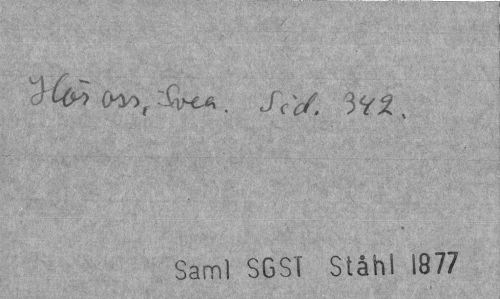 Hör oss, Svea. Sid. 342.
Saml SGST Ståhl 1877